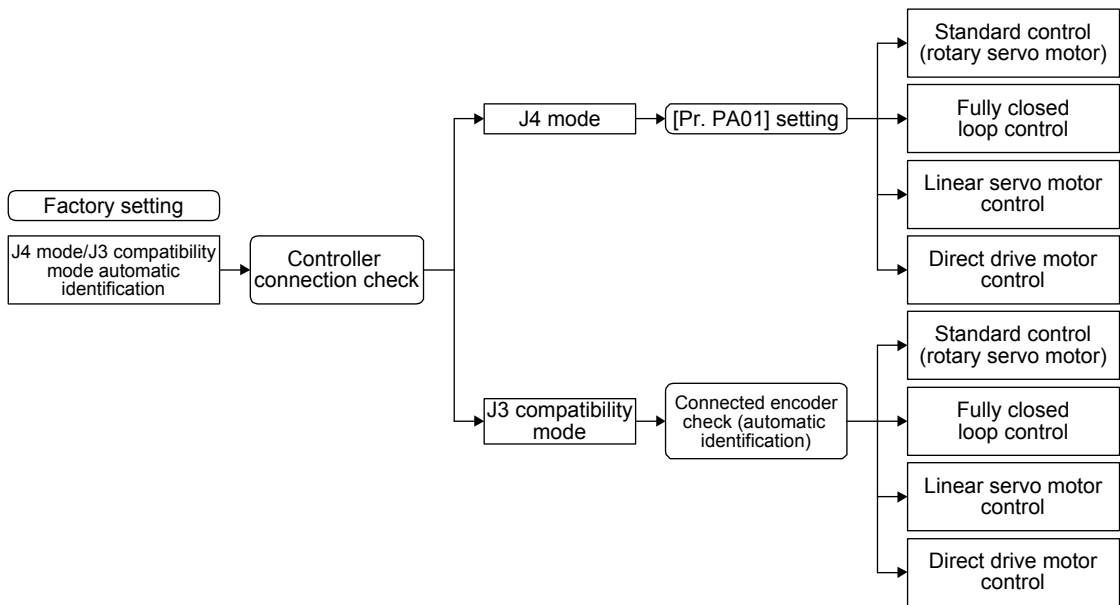 Factory setting
J4 mode/J3 compatibility
mode automatic
identification
Controller
connection check
J4 mode
[Pr. PA01] setting
Standard control
(rotary servo motor)
Fully closed
loop control
Linear servo motor
control
Direct drive motor
control
J3 compatibility
mode
Connected encoder
check (automatic
identification)
Standard control
(rotary servo motor)
Fully closed
loop control
Linear servo motor
control
Direct drive motor
control